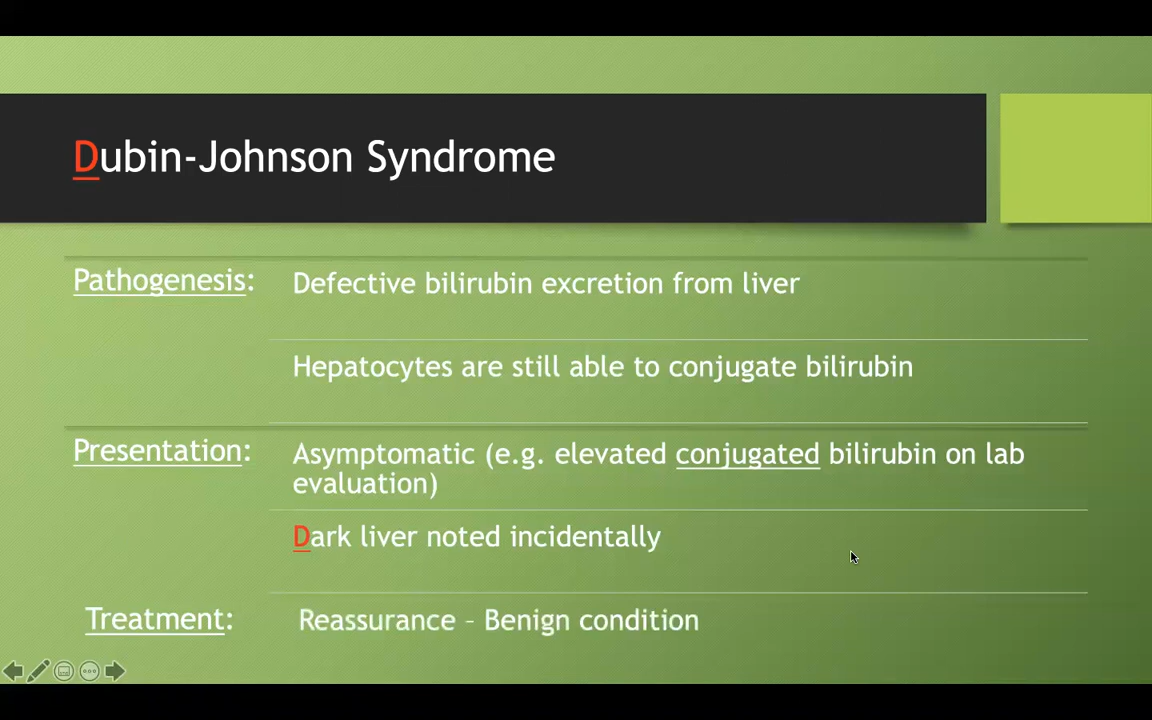 Dubin-Johnson Syndrome
Pathogenesis: Defective bilirubin excretion from liver
Hepatocytes are still able to conjugate bilirubin
Presentation: Asymptomatic (e.g. elevated conjugated bilirubin on lab
evaluation)
Dark liver noted incidentally
Treatment: Reassurance – Benign condition